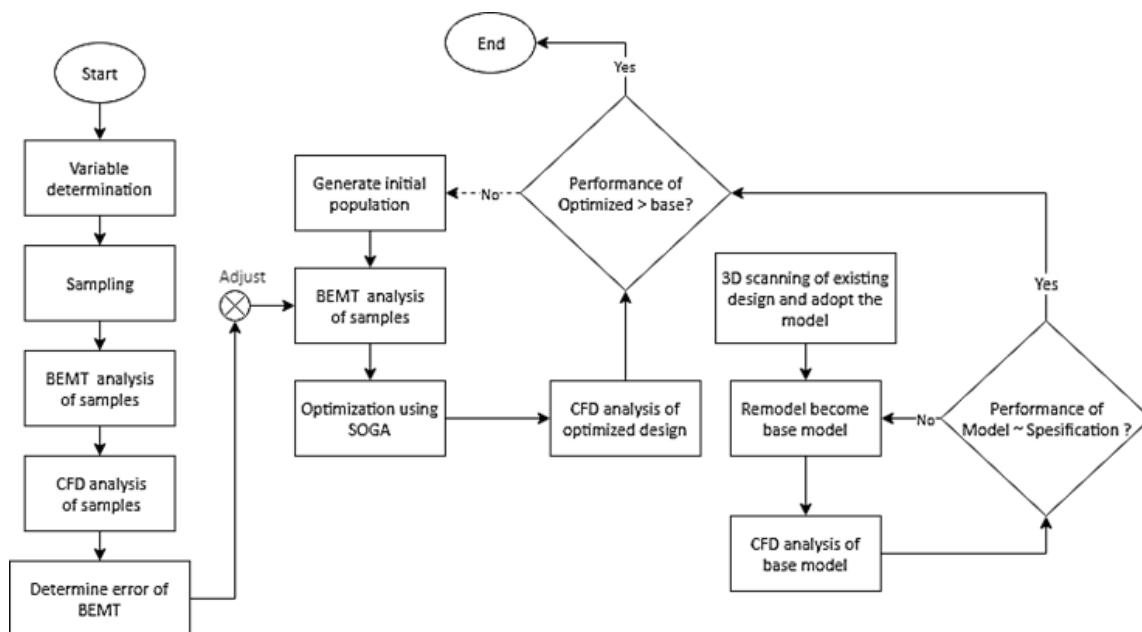 Start
Variable
determination
Sampling
BEMT analysis
of samples
CFD analysis
of samples
Determine error of
BEMT
Adjust
Generate initial
population
BEMT analysis
of samples
Optimization using
SOGA
CFD analysis of
optimized design
Performance of
Optimized > base?
No
Yes
End
3D scanning of existing
design and adopt the
model
Remodel become
base model
CFD analysis of
base model
Performance of
Model ~ Spesification ?
No
Yes